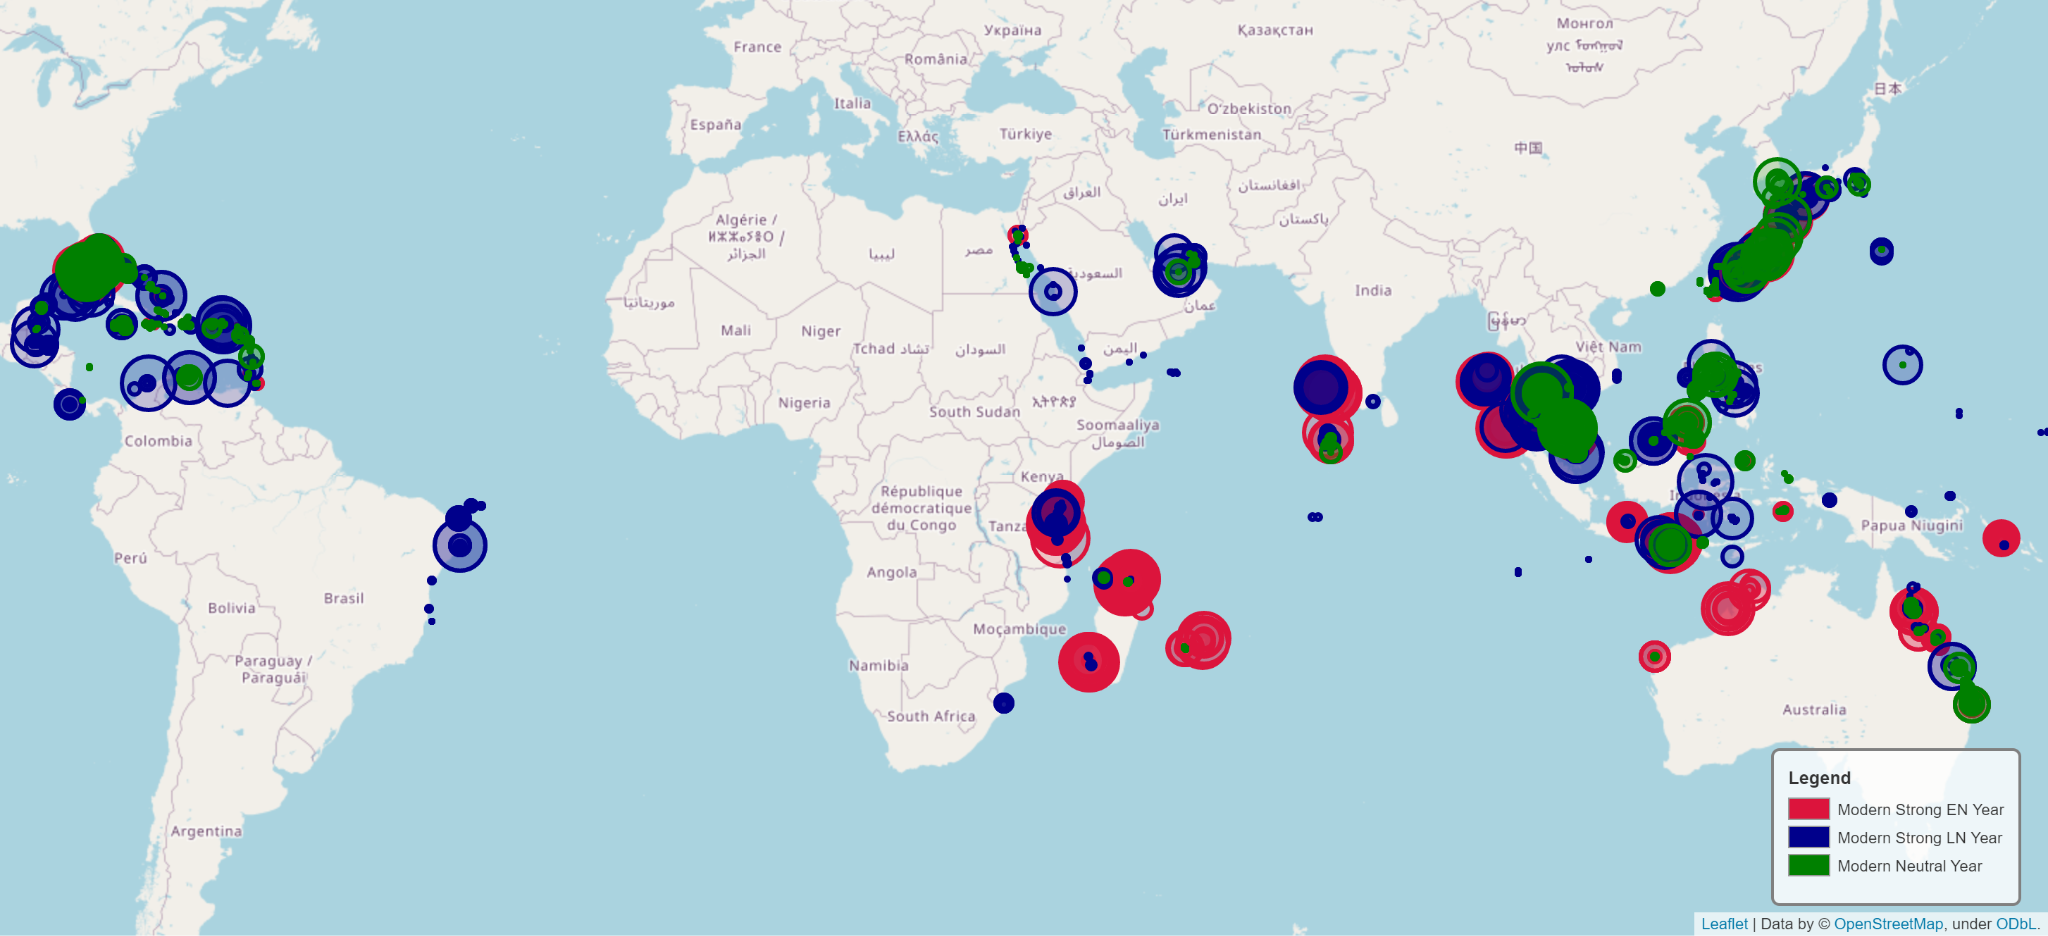 Україна
Қазақстан
Монгол
улс
France
România
Italia
O'zbekiston
日本
España
Ελλάς
Türkiye
Türkmenistan
中国
العراق
افغانستان
ایران
پاکستان
Algérie /
ⵍⵣⵣⴰⵢⴻⵔ /
الجزائر
ليبيا
مصر
السعودية
موريتانيا
عمان
India
Mali
Niger
Tchad تشاد
السودان
اليمن
Việt Nam
Nigeria
South Sudan
ኢትዮጵያ
Colombia
Soomaaliya
الصومال
Kenya
République
démocratique
du Congo
Papua Niugini
Perú
Angola
Brasil
Bolivia
Moçambique
Paraguay /
Paraguái
Namibia
South Africa
Australia
Argentina
Legend
Modern Strong EN Year
Modern Strong LN Year
Modern Neutral Year
Leaflet | Data by © OpenStreetMap, under ODbL.